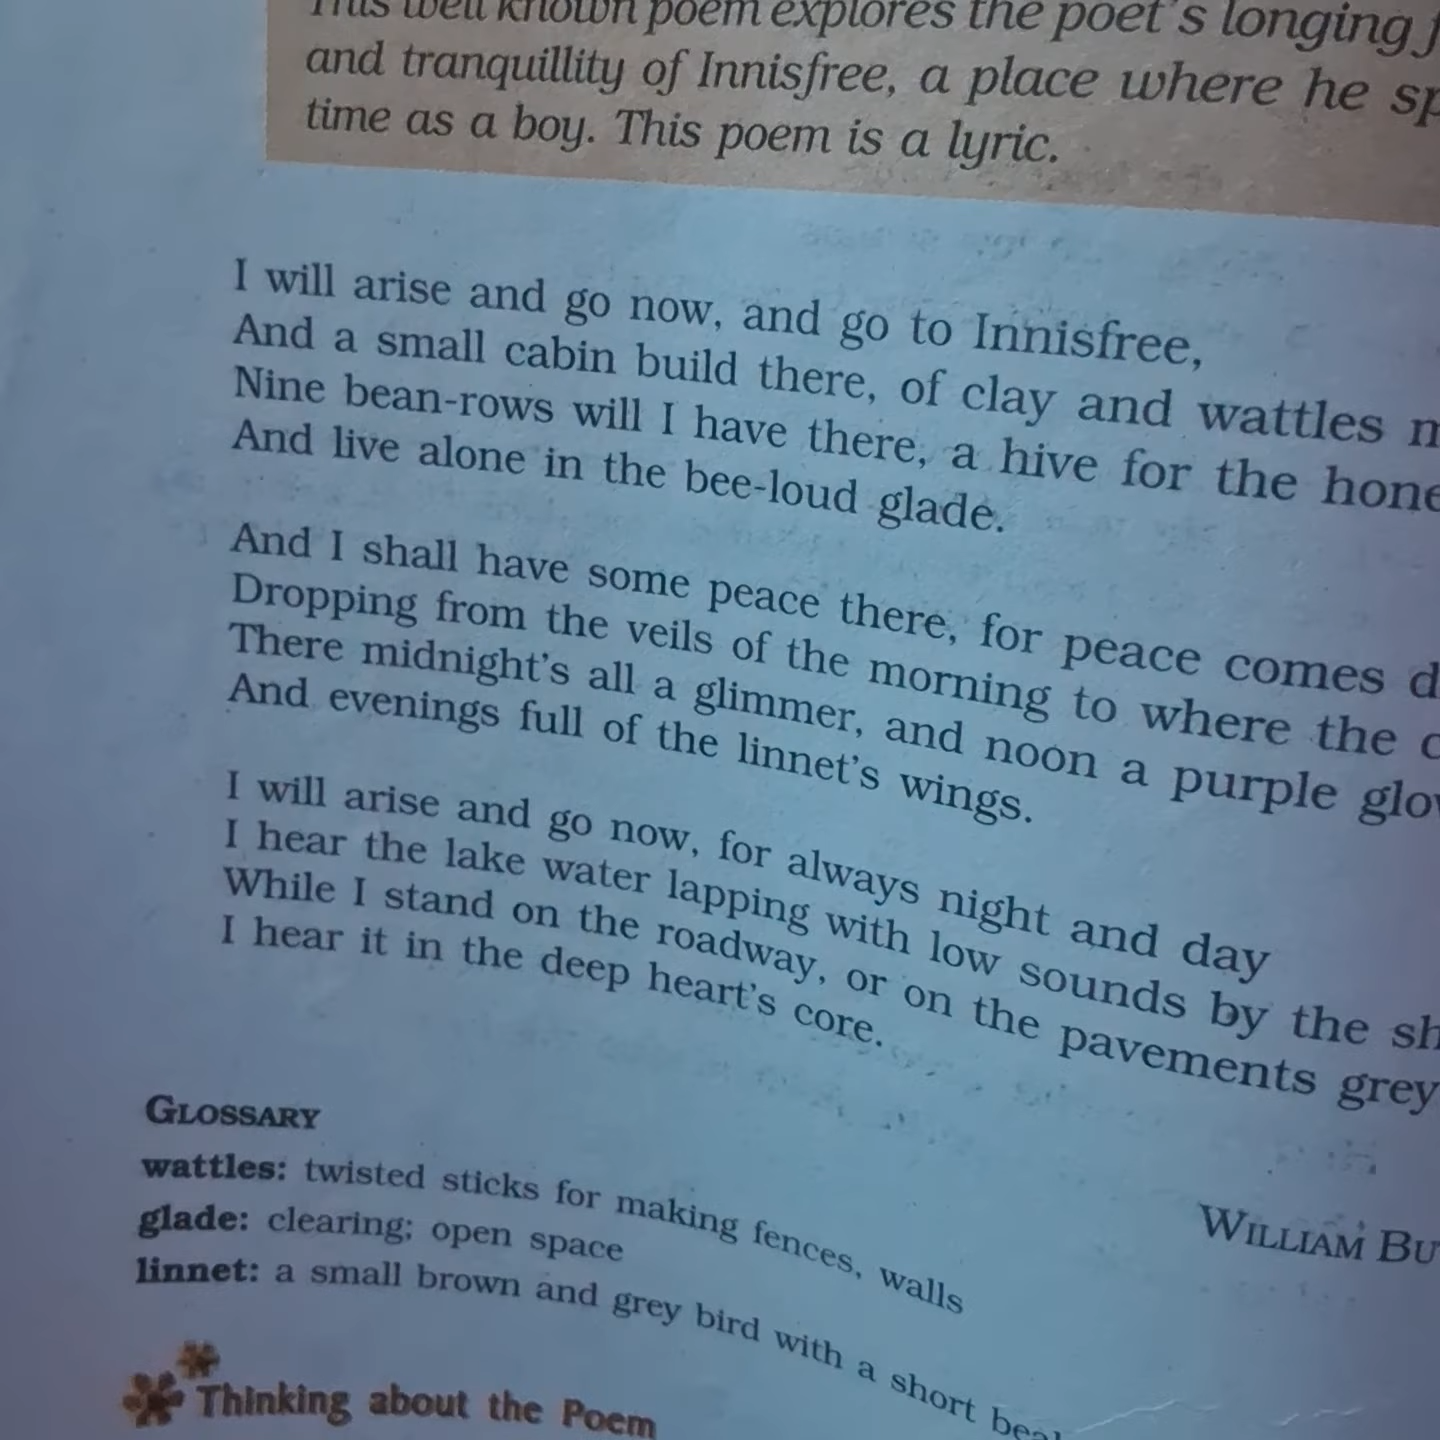 This well known poem explores the poet's longing
and tranquillity of Innisfree, a place where he
time as a boy. This poem is a lyric.
I will arise and go now, and go to Innisfree,
And a small cabin build there, of clay and wattles
Nine bean-rows will I have there, a hive for the
And live alone in the bee-loud glade.
And I shall have some peace there, for peace comes
Dropping from the veils of the morning to where the
There midnight's all a glimmer, and noon a purple
And evenings full of the linnet's wings.
I will arise and go now, for always night and day
I hear the lake water lapping with low sounds by the
While I stand on the roadway, or on the pavements grey
I hear it in the deep heart's core.
WILLIAM
GLOSSARY
wattles: twisted sticks for making fences, walls
glade: clearing; open space
linnet: a small brown and grey bird with a short
Thinking about the Poem